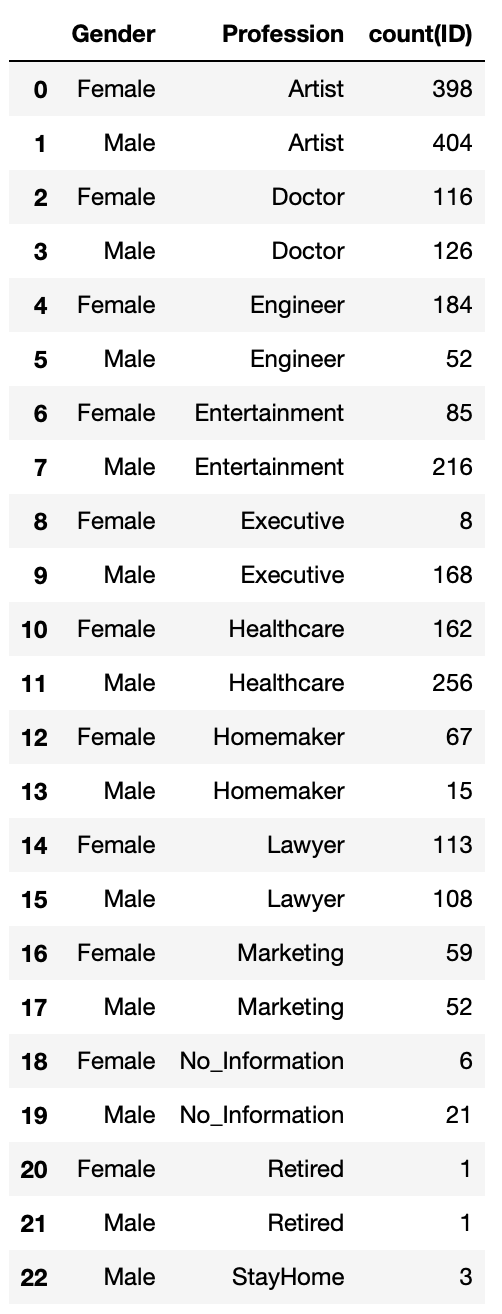 Gender Profession count(ID)
0 Female Artist 398
1 Male Artist 404
2 Female Doctor 116
3 Male Doctor 126
4 Female Engineer 184
5 Male Engineer 52
6 Female Entertainment 85
7 Male Entertainment 216
8 Female Executive 8
9 Male Executive 168
10 Female Healthcare 162
11 Male Healthcare 256
12 Female Homemaker 67
13 Male Homemaker 15
14 Female Lawyer 113
15 Male Lawyer 108
16 Female Marketing 59
17 Male Marketing 52
18 Female No_Information 6
19 Male No_Information 21
20 Female Retired 1
21 Male Retired 1
22 Male StayHome 3